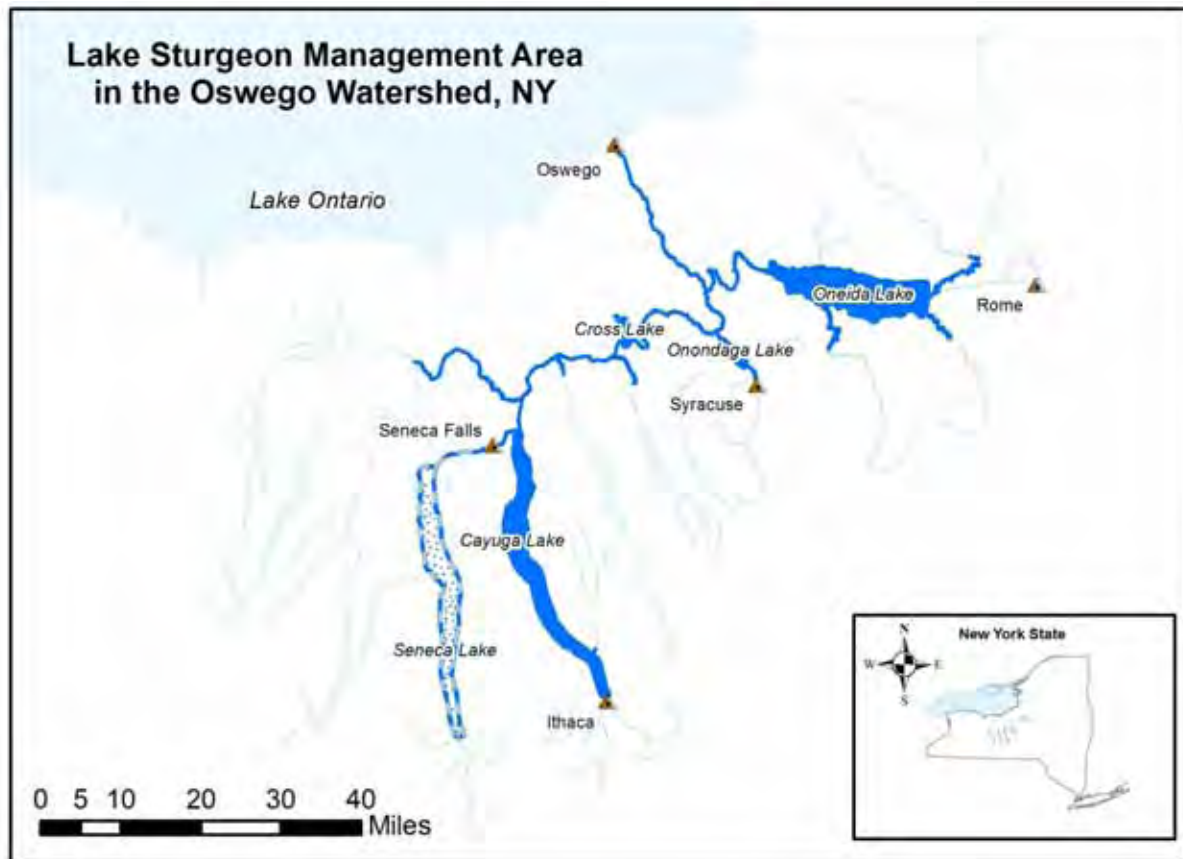 Lake Sturgeon Management Area
in the Oswego Watershed, NY
Oswego
Lake Ontario
Oneida Lake
Rome
Cross Lake
Onondaga Lake
Syracuse
Seneca Falls
Cayuga Lake
Seneca Lake
Ithaca
New York State
N
W
E
S
0 5 10 20 30 40
Miles